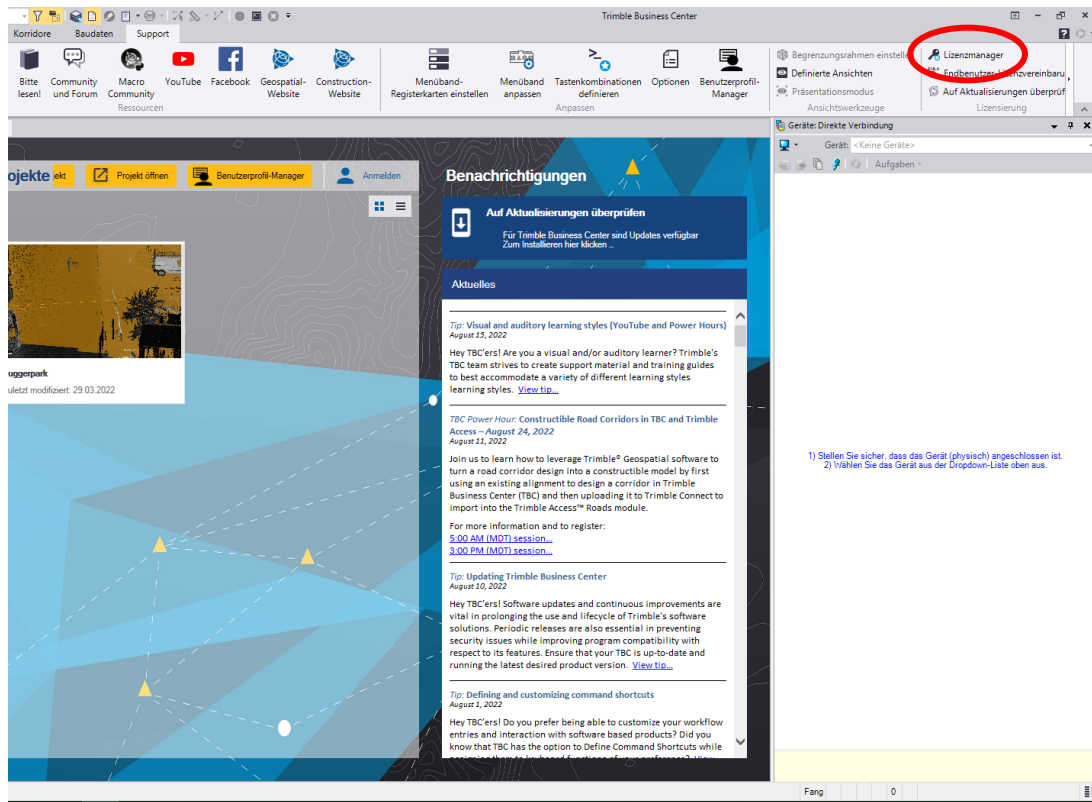 Trimble Business Center
Korridore Baudaten Support
Bitte lesen!
Community und Forum
Macro Community
YouTube
Facebook
Geospatial-Website
Construction-Website
Menüband-Registerkarten einstellen
Menüband anpassen
Tastenkombinationen definieren
Optionen
Benutzerprofil-Manager
Begrenzungsrahmen einstelle
Definierte Ansichten
Präsentationsmodus
Lizenzmanager
Endbenutzer-Lizenzvereinbaru
Auf Aktualisierungen überprüf
Ressourcen
Anpassen
Ansichtswerkzeuge
Lizensierung
Geräte: Direkte Verbindung
Gerät: <Keine Geräte>
Aufgaben
ojekte ekt Projekt öffnen Benutzerprofil-Manager Anmelden
uggerpark
uletzt modifiziert: 29.03.2022
Benachrichtigungen
Auf Aktualisierungen überprüfen
Für Trimble Business Center sind Updates verfügbar
Zum Installieren hier klicken ..
Aktuelles
Tip: Visual and auditory learning styles (YouTube and Power Hours)
August 15, 2022
Hey TBC'ers! Are you a visual and/or auditory learner? Trimble's
TBC team strives to create support material and training guides
to best accommodate a variety of different learning styles
learning styles. View tip...
TBC Power Hour: Constructible Road Corridors in TBC and Trimble
Access – August 24, 2022
August 11, 2022
Join us to learn how to leverage Trimble® Geospatial software to
turn a road corridor design into a constructible model by first
using an existing alignment to design a corridor in Trimble
Business Center (TBC) and then uploading it to Trimble Connect to
import into the Trimble Access™ Roads module.
For more information and to register:
5:00 AM (MDT) session...
3:00 PM (MDT) session...
Tip: Updating Trimble Business Center
August 10, 2022
Hey TBC'ers! Software updates and continuous improvements are
vital in prolonging the use and lifecycle of Trimble's software
solutions. Periodic releases are also essential in preventing
security issues while improving program compatibility with
respect to its features. Ensure that your TBC is up-to-date and
running the latest desired product version. View tip...
Tip: Defining and customizing command shortcuts
August 1, 2022
Hey TBC'ers! Do you prefer being able to customize your workflow
entries and interaction with software based products? Did you
know that TBC has the option to Define Command Shortcuts while
1) Stellen Sie sicher, dass das Gerät (physisch) angeschlossen ist.
2) Wählen Sie das Gerät aus der Dropdown-Liste oben aus.
Fang 0